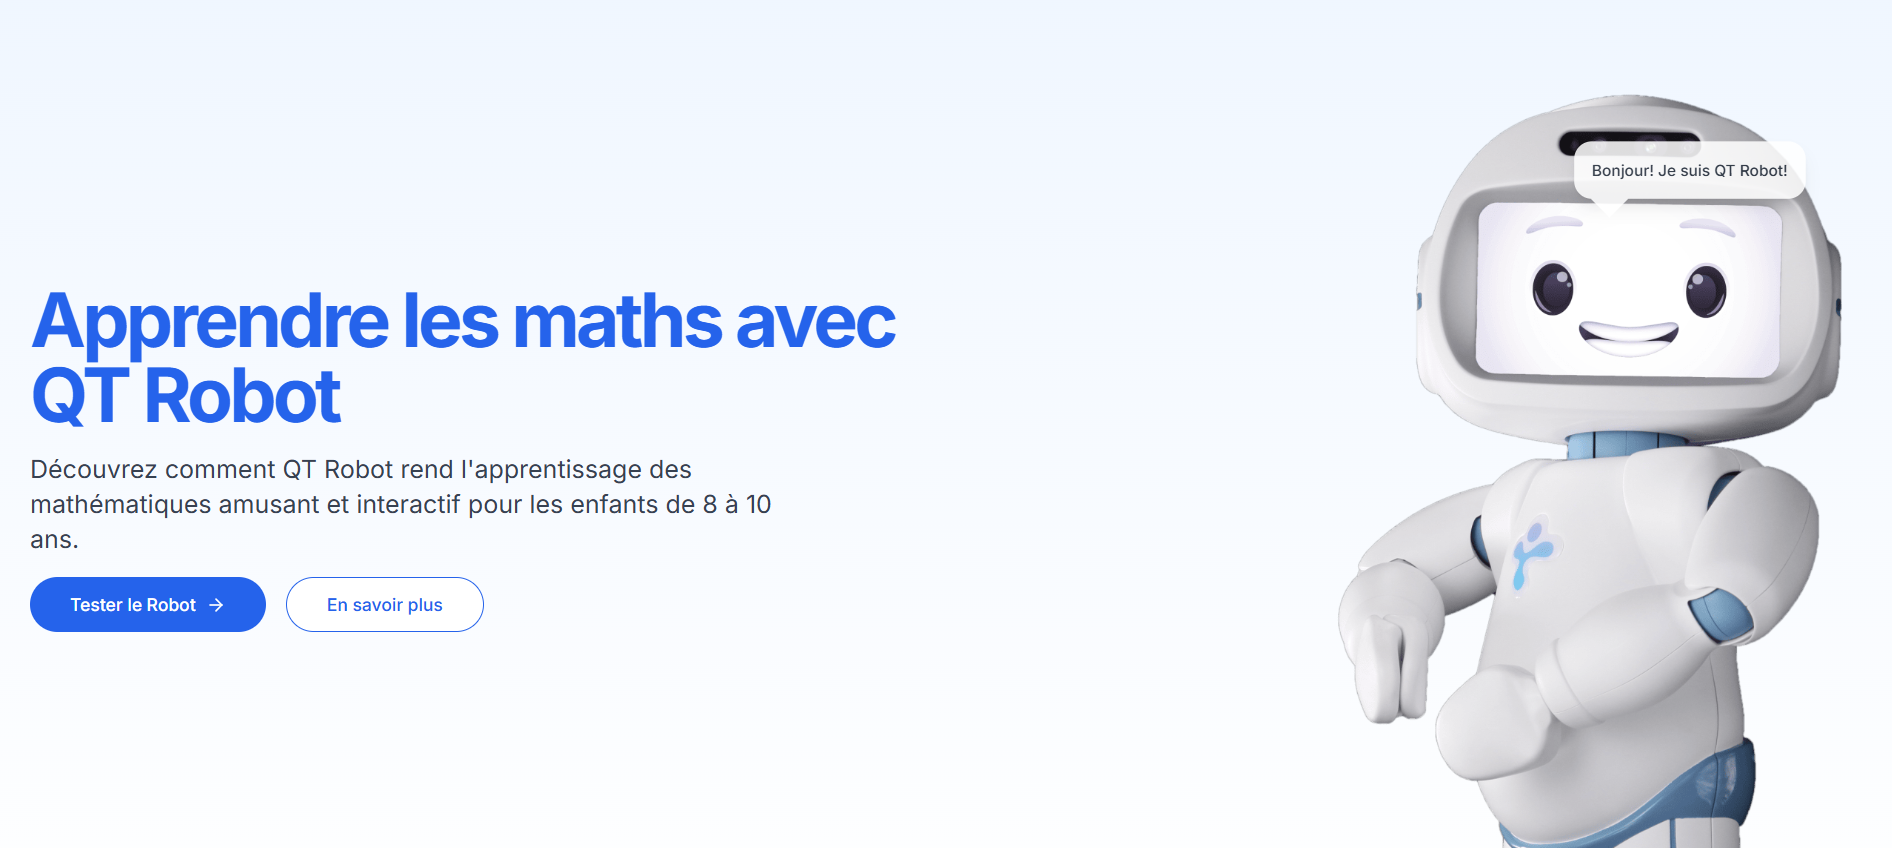 Bonjour! Je suis QT Robot!
Apprendre les maths avec
QT Robot
Découvrez comment QT Robot rend l'apprentissage des
mathématiques amusant et interactif pour les enfants de 8 à 10
ans.
Tester le Robot →
En savoir plus